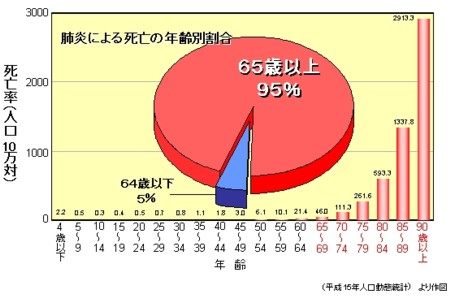 肺炎による死亡の年齢別割合
65歳以上
95%
64歳以下
5%
死亡率(人口10万対)
3000
2000
1000
0
2.2 0.5 0.3 0.4 0.5 0.7 0.8 1.1 1.8 3.0 6.1 10.1 21.4 46.0 111.3 261.6 593.3 1337.8 2913.3
4歳以下 5~9 10~14 15~19 20~24 25~29 30~34 35~39 40~44 45~49 50~54 55~59 60~64 65~69 70~74 75~79 80~84 85~89 90歳以上
年齢
(平成16年人口動態統計) より作図